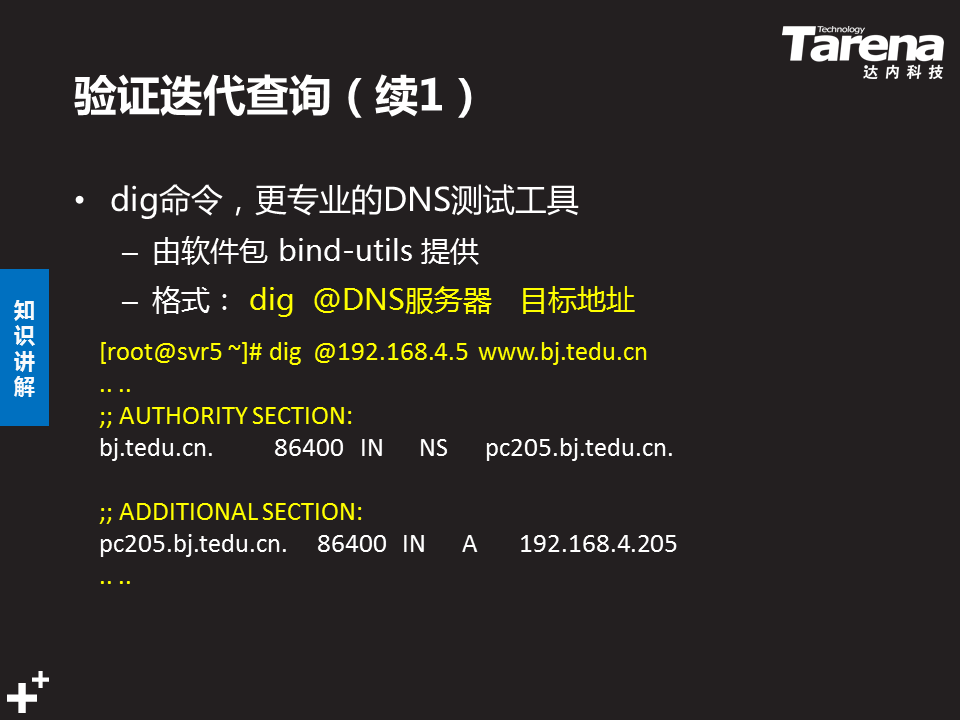 Technology
Tarena
达内科技
验证迭代查询（续1）
• dig命令，更专业的DNS测试工具
– 由软件包 bind-utils 提供
– 格式： dig @DNS服务器 目标地址
知识讲解
[root@svr5 ~]# dig @192.168.4.5 www.bj.tedu.cn
.. ..
;; AUTHORITY SECTION:
bj.tedu.cn. 86400 IN NS pc205.bj.tedu.cn.
;; ADDITIONAL SECTION:
pc205.bj.tedu.cn. 86400 IN A 192.168.4.205
.. ..